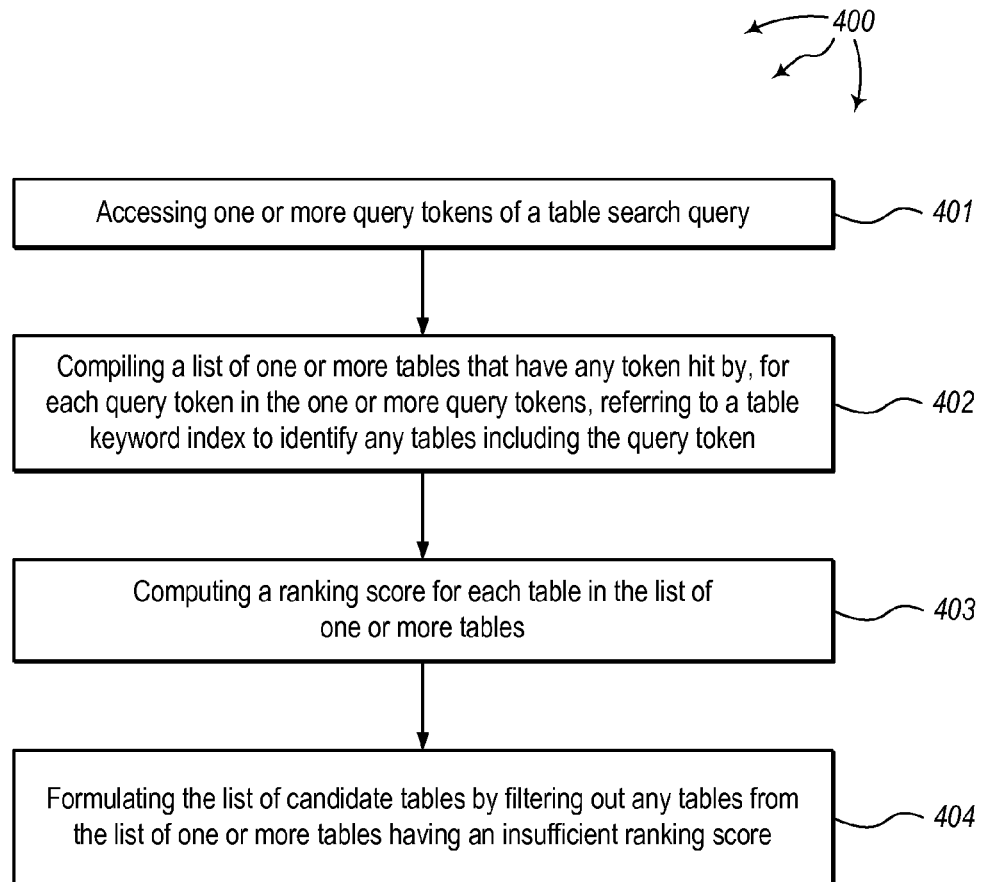 400
Accessing one or more query tokens of a table search query
401
Compiling a list of one or more tables that have any token hit by, for
each query token in the one or more query tokens, referring to a table
keyword index to identify any tables including the query token
402
Computing a ranking score for each table in the list of
one or more tables
403
Formulating the list of candidate tables by filtering out any tables from
the list of one or more tables having an insufficient ranking score
404